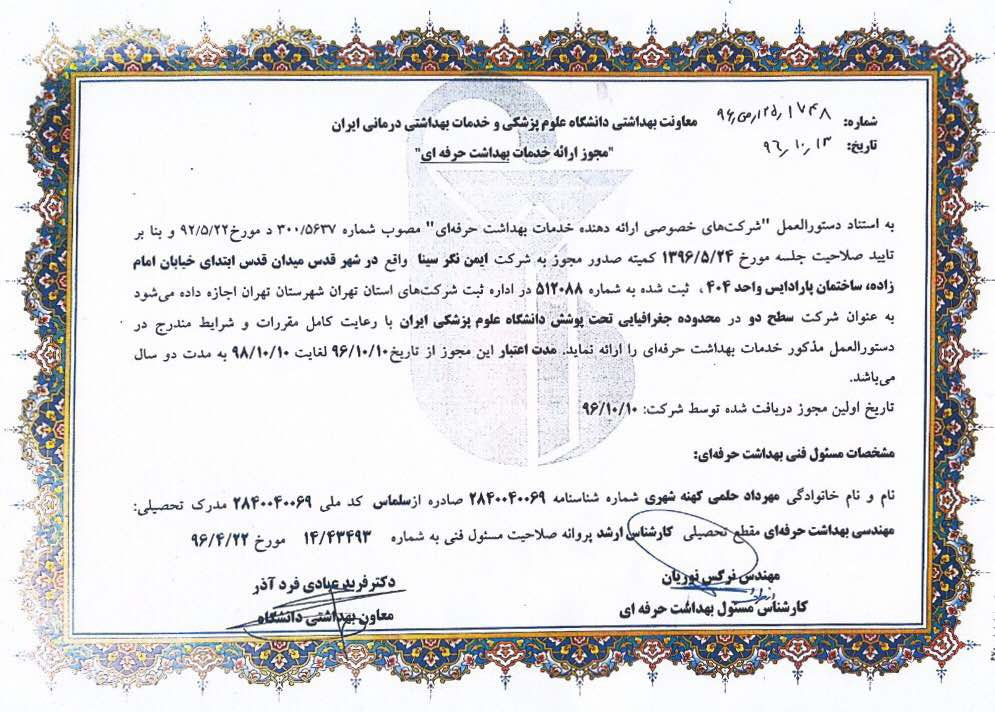 شماره: ۱۷۴۸
معاونت بهداشتی دانشگاه علوم پزشکی و خدمات بهداشتی درمانی ایران
تاریخ: ۹۶٫۱۰٫۱۳
"مجوز ارائه خدمات بهداشت حرفه ای"
به استناد دستورالعمل "شرکت‌های خصوصی ارائه دهنده خدمات بهداشت حرفه‌ای" مصوب شماره ۳۰۰/۵۶۳۷ د مورخ۹۲/۵/۲۲ و بنا بر
تایید صلاحیت جلسه مورخ ۱۳۹۶/۵/۲۴ کمیته صدور مجوز به شرکت ایمن نگر سینا واقع در شهر قدس میدان قدس ابتدای خیابان امام
زاده، ساختمان پارادایس واحد ۴۰۴ ، ثبت شده به شماره ۵۱۲۰۸۸ در اداره ثبت شرکت‌های استان تهران شهرستان تهران اجازه داده می‌شود
به عنوان شرکت سطح دو در محدوده جغرافیایی تحت پوشش دانشگاه علوم پزشکی ایران با رعایت کامل مقررات و شرایط مندرج در
دستورالعمل مذکور خدمات بهداشت حرفه‌ای را ارائه نماید. مدت اعتبار این مجوز از تاریخ۹۶/۱۰/۱۰ لغایت ۹۸/۱۰/۱۰ به مدت دو سال
می‌باشد.
تاریخ اولین مجوز دریافت شده توسط شرکت: ۹۶/۱۰/۱۰
مشخصات مسئول فنی بهداشت حرفه‌ای:
نام و نام خانوادگی مهرداد حلمی کهنه شهری شماره شناسنامه ۲۸۴۰۰۴۰۰۶۹ صادره ازسلماس کد ملی ۲۸۴۰۰۴۰۰۶۹ مدرک تحصیلی:
مهندسی بهداشت حرفه‌ای مقطع تحصیلی کارشناس ارشد پروانه صلاحیت مسئول فنی به شماره ۱۴/۴۳۴۹۳ مورخ ۹۶/۴/۲۲
مهندس نرگس نوریان
دکترفرید عبادی فرد آذر
کارشناس مسئول بهداشت حرفه ای
معاون بهداشتی دانشگاه